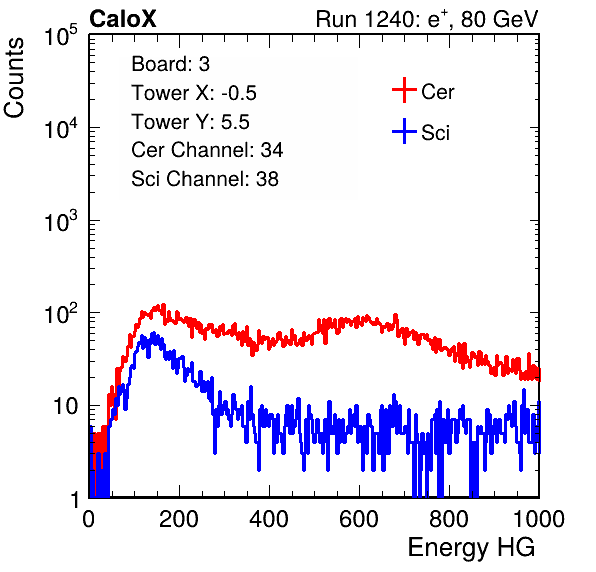 CaloX
Run 1240: e+, 80 GeV
Counts
Board: 3
Tower X: -0.5
Tower Y: 5.5
Cer Channel: 34
Sci Channel: 38
Cer
Sci
10^5
10^4
10^3
10^2
10
1
0 200 400 600 800 1000
Energy HG